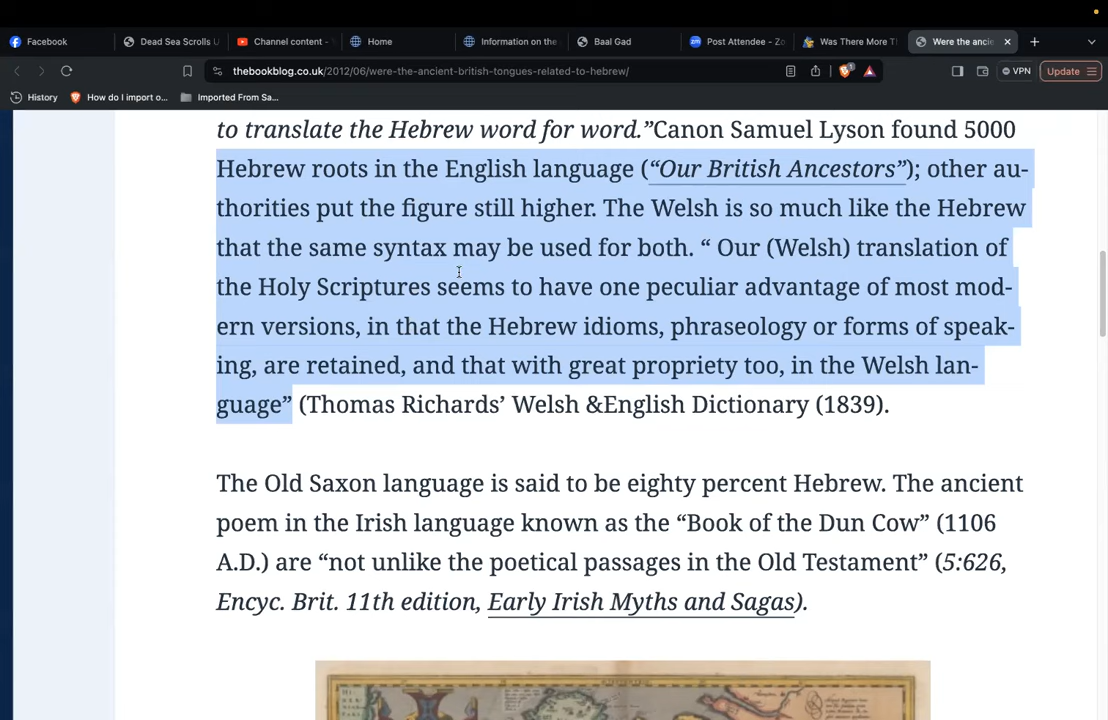 Facebook
Dead Sea Scrolls U
Channel content -
Home
Information on the
Baal Gad
Post Attendee - Zo
Was There More T
Were the ancie
thebookblog.co.uk/2012/06/were-the-ancient-british-tongues-related-to-hebrew/
1
VPN
Update
History
How do I import o...
Imported From Sa...
to translate the Hebrew word for word.”Canon Samuel Lyson found 5000
Hebrew roots in the English language (“Our British Ancestors”); other au-
thorities put the figure still higher. The Welsh is so much like the Hebrew
that the same syntax may be used for both. “ Our (Welsh) translation of
the Holy Scriptures seems to have one peculiar advantage of most mod-
ern versions, in that the Hebrew idioms, phraseology or forms of speak-
ing, are retained, and that with great propriety too, in the Welsh lan-
guage” (Thomas Richards’ Welsh &English Dictionary (1839).
The Old Saxon language is said to be eighty percent Hebrew. The ancient
poem in the Irish language known as the “Book of the Dun Cow” (1106
A.D.) are “not unlike the poetical passages in the Old Testament” (5:626,
Encyc. Brit. 11th edition, Early Irish Myths and Sagas).